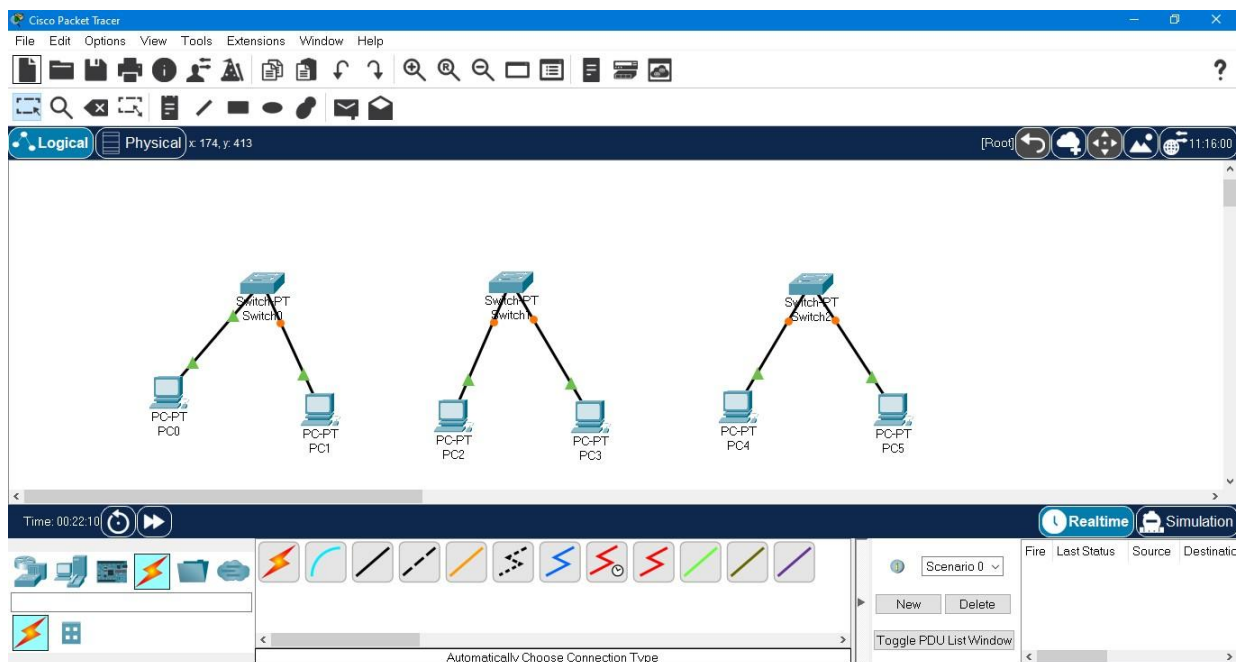 Cisco Packet Tracer
File Edit Options View Tools Extensions Window Help
?
Logical Physical x: 174, y: 413 [Root] 11:16:00
Switch-PT
Switch0
Switch-PT
Switch1
Switch-PT
Switch2
PC-PT
PC0
PC-PT
PC1
PC-PT
PC2
PC-PT
PC3
PC-PT
PC4
PC-PT
PC5
Time: 00:22:10 Realtime Simulation
Scenario 0
New Delete
Toggle PDU List Window
Fire Last Status Source Destinatic
Automatically Choose Connection Type